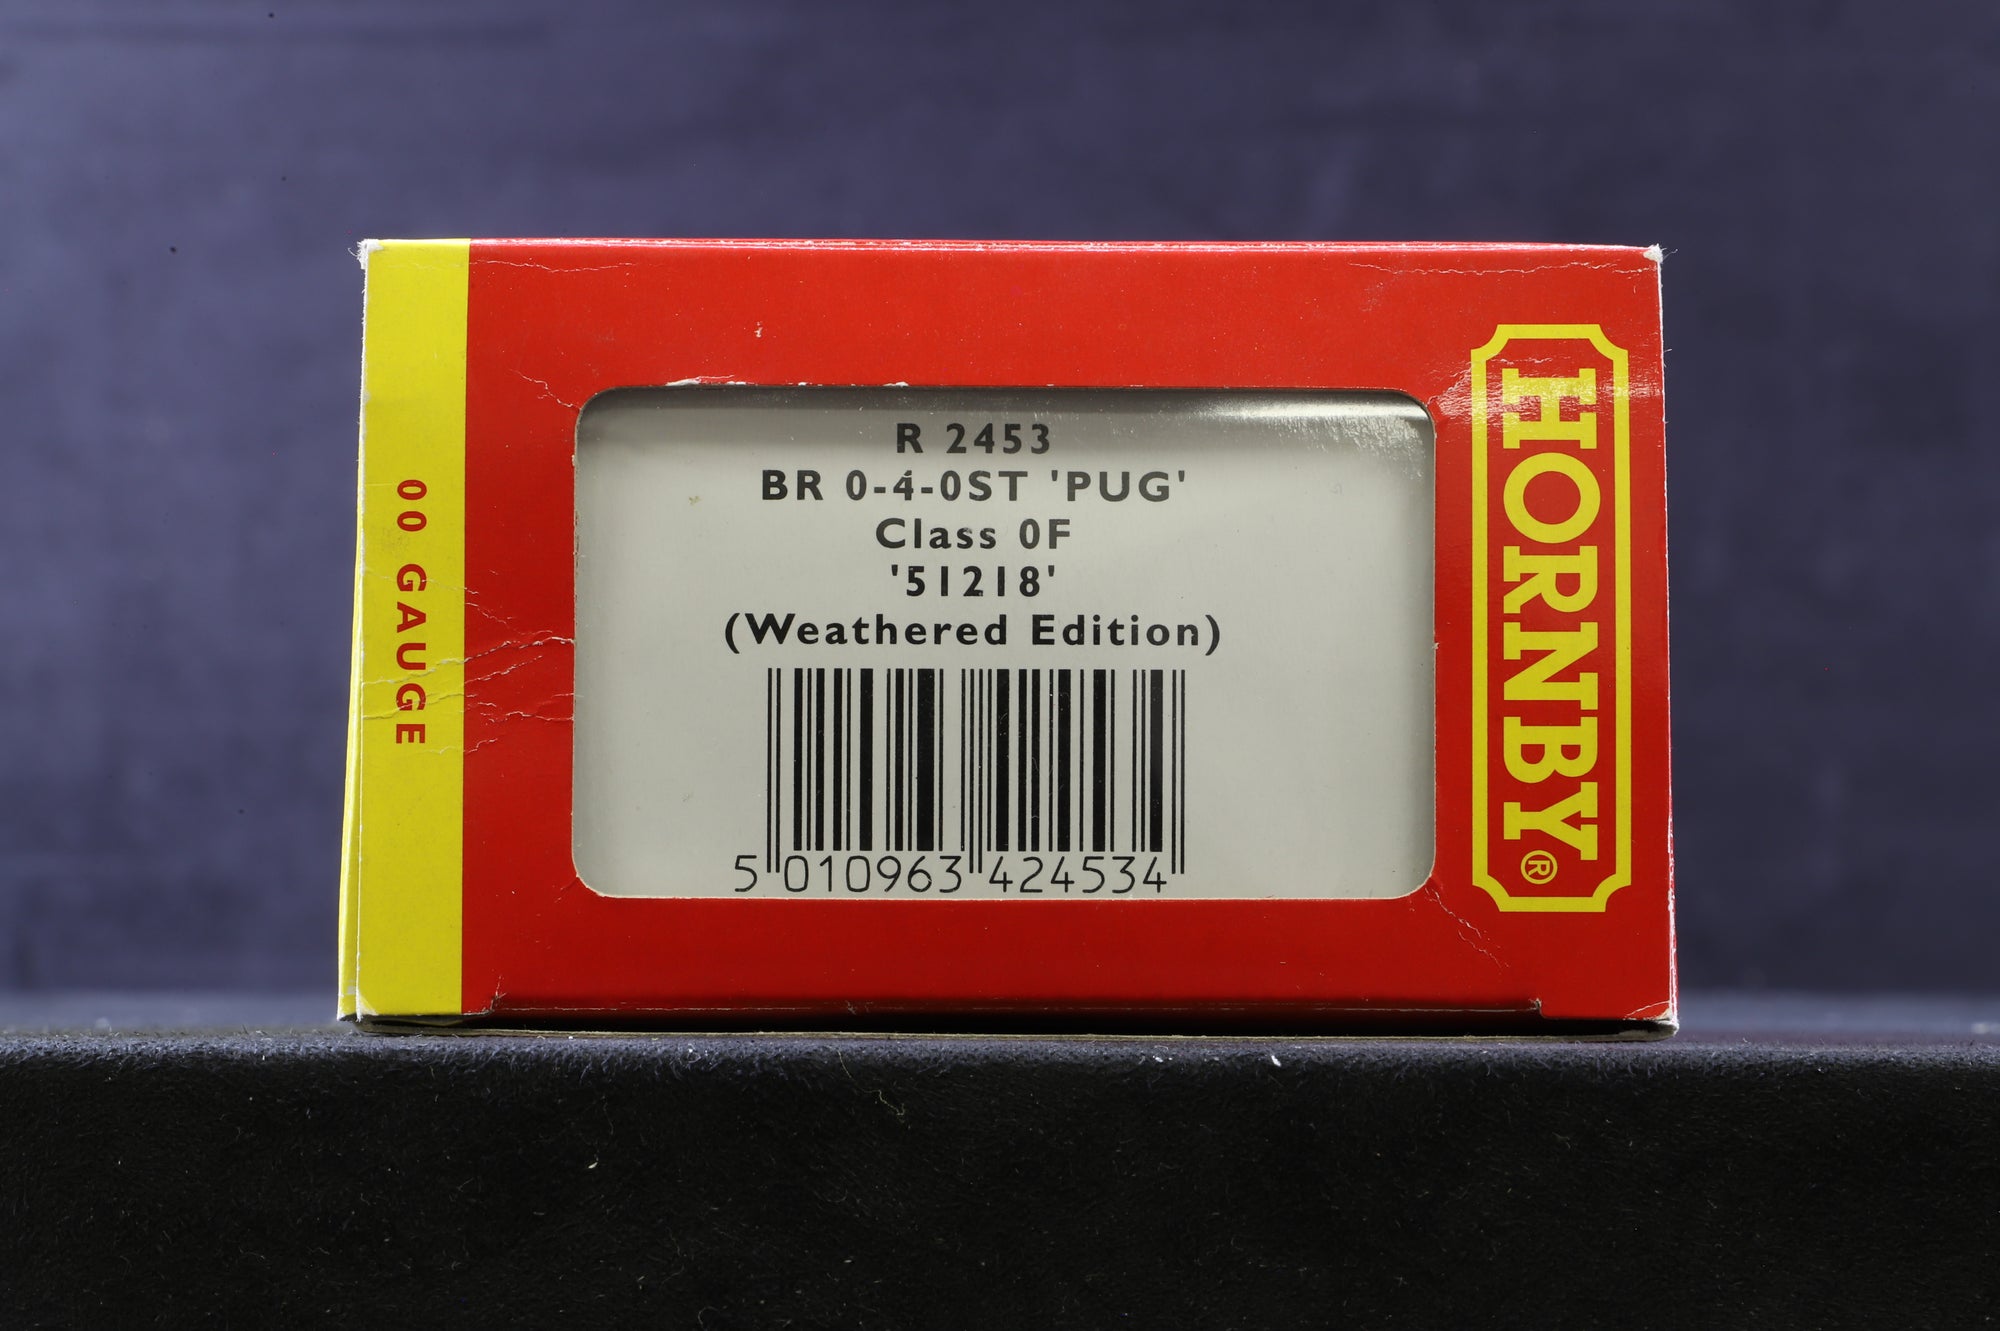 00 GAUGE
R 2453
BR 0-4-0ST 'PUG'
Class 0F
'51218'
(Weathered Edition)
5 010963 424534
HORNBY®